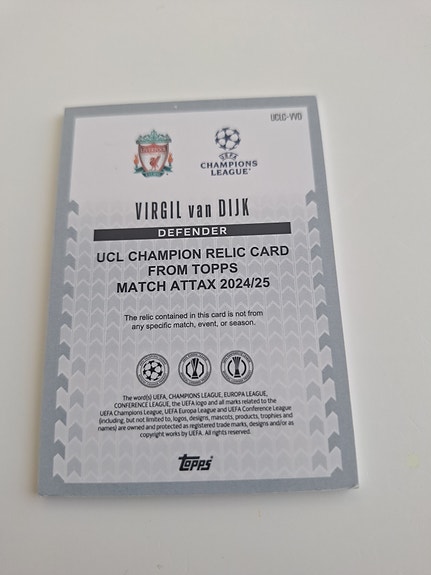 UCLC-VVD
UEFA
CHAMPIONS
LEAGUE
VIRGIL van DIJK
DEFENDER
UCL CHAMPION RELIC CARD
FROM TOPPS
MATCH ATTAX 2024/25
The relic contained in this card is not from
any specific match, event, or season.
The word(s) UEFA, CHAMPIONS LEAGUE, EUROPA LEAGUE,
CONFERENCE LEAGUE, the UEFA logo and all marks related to the
UEFA Champions League, UEFA Europa League and UEFA Conference League
(including, but not limited to, logos, designs, mascots, products, trophies and
names) are owned and protected as registered trade marks, designs and/or as
copyright works by UEFA. All rights reserved.
Topps